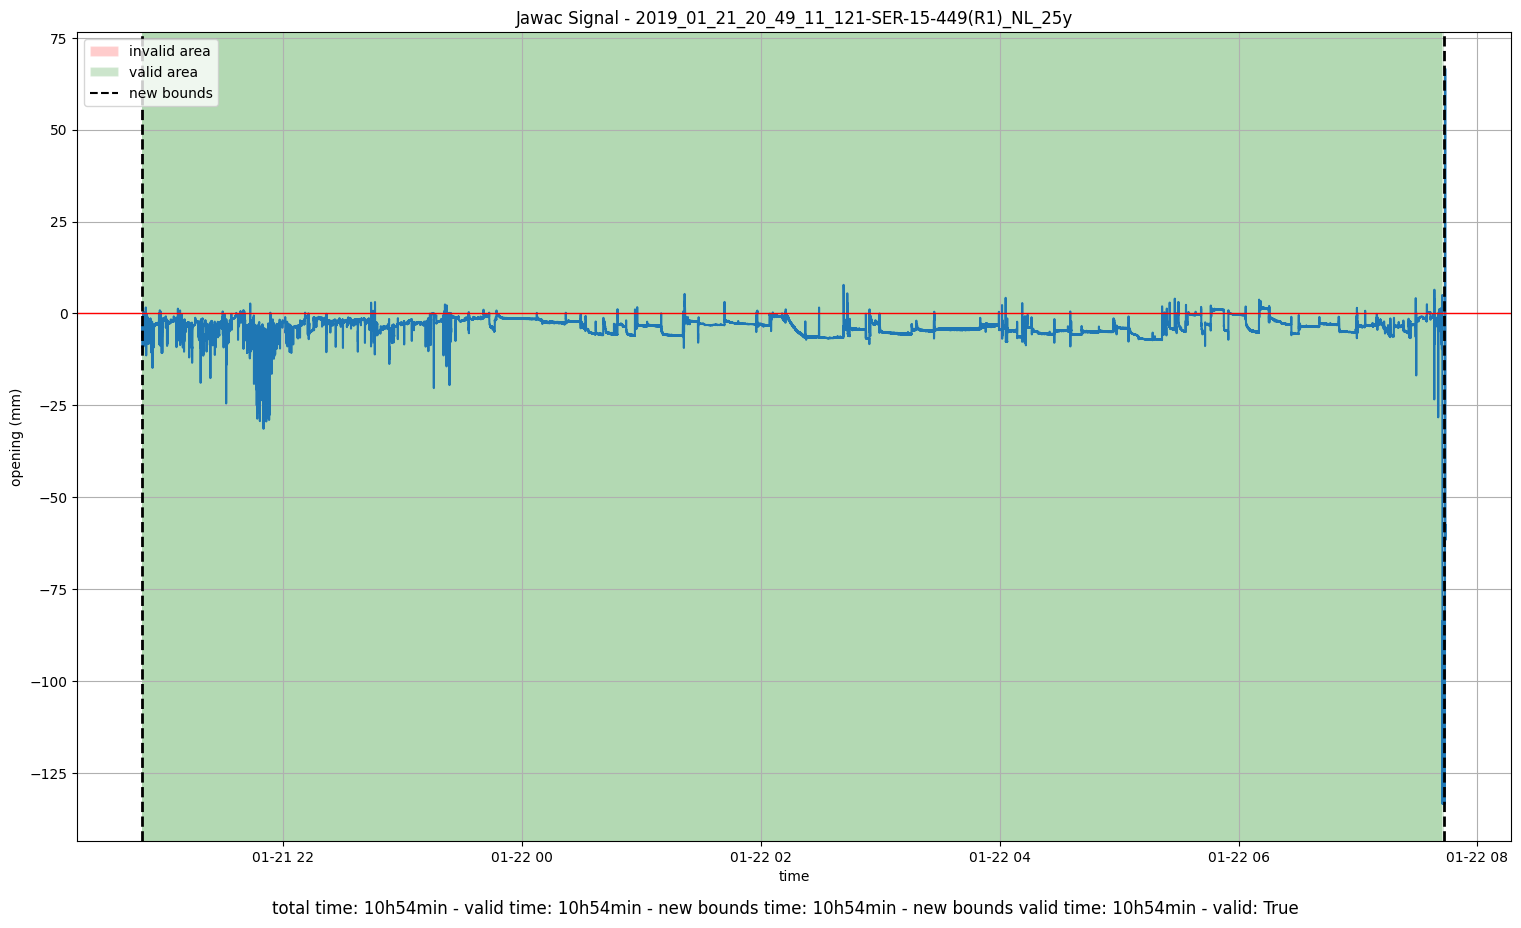 Jawac Signal - 2019_01_21_20_49_11_121-SER-15-449(R1)_NL_25y
invalid area
valid area
new bounds
75
50
25
0
−25
−50
−75
−100
−125
opening (mm)
01-21 22
01-22 00
01-22 02
01-22 04
01-22 06
01-22 08
time
total time: 10h54min - valid time: 10h54min - new bounds time: 10h54min - new bounds valid time: 10h54min - valid: True